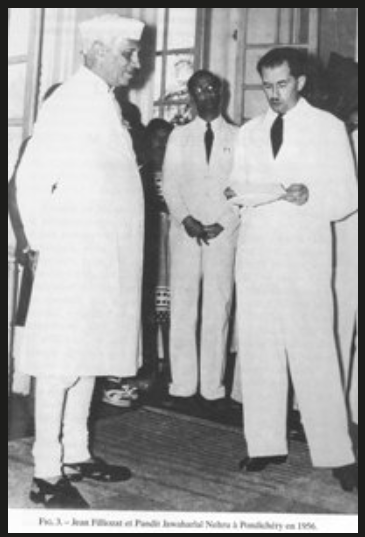 FIG. 3. – Jean Filliozat et Pandit Jawaharlal Nehru à Pondichéry en 1956.